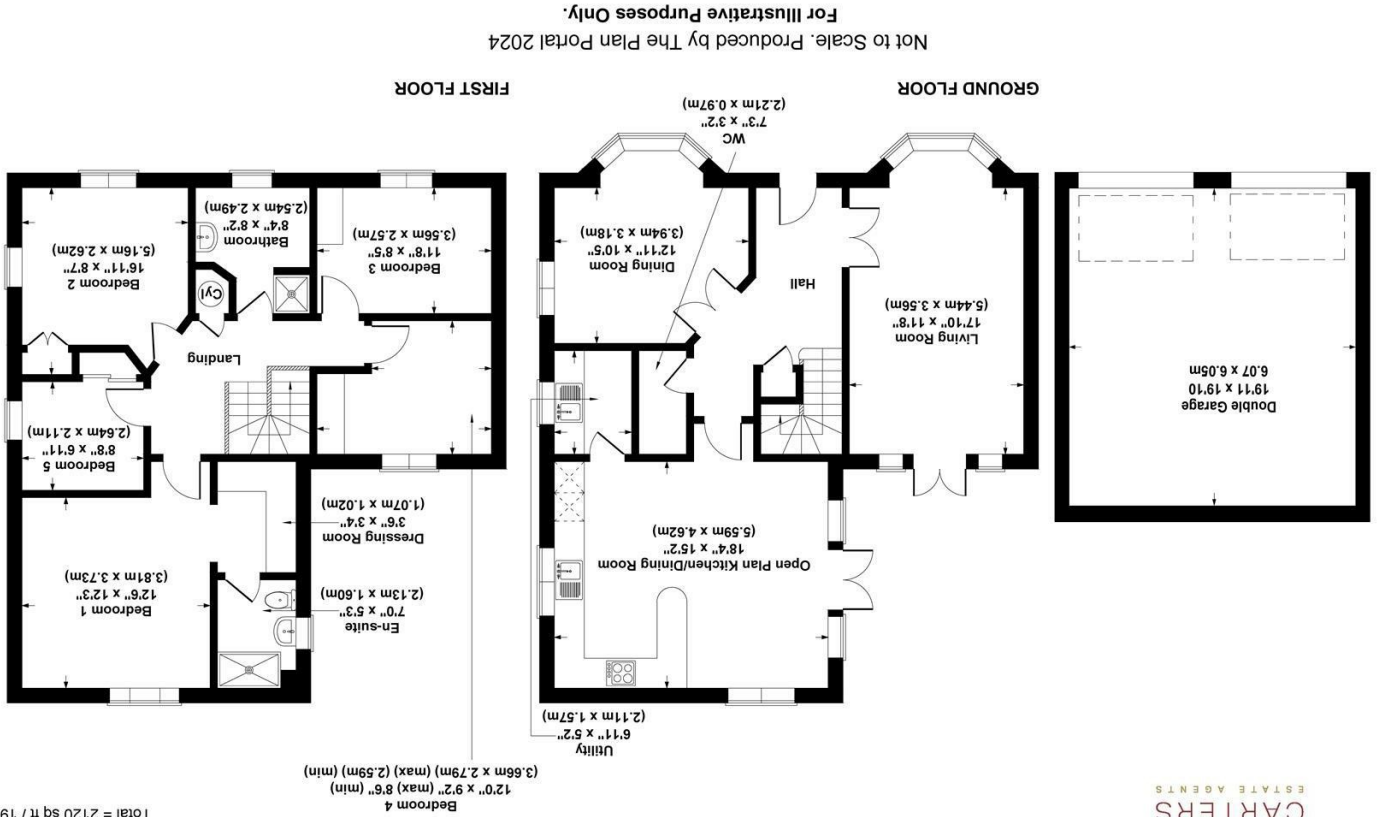 CARTERS
ESTATE AGENTS
Total = 2120 sq ft / 19
Bedroom 4
12'0" x 9'2" (max) 8'6" (min)
(3.66m x 2.79m (max) (2.59m) (min)
Utility
6'11" x 5'2"
(2.11m x 1.57m)
En-suite
7'0" x 5'3"
(2.13m x 1.60m)
Bedroom 1
12'6" x 12'3"
(3.81m x 3.73m)
Dressing Room
3'6" x 3'4"
(1.07m x 1.02m)
Open Plan Kitchen/Dining Room
18'4" x 15'2"
(5.59m x 4.62m)
Bedroom 5
8'8" x 6'11"
(2.64m x 2.11m)
Double Garage
19'11 x 19'10
6.07 x 6.05m
Living Room
17'10" x 11'8"
(5.44m x 3.56m)
Hall
Dining Room
12'11" x 10'5"
(3.94m x 3.18m)
Landing
Cyl
Bedroom 3
11'8" x 8'5"
(3.56m x 2.57m)
Bathroom
8'4" x 8'2"
(2.54m x 2.49m)
Bedroom 2
16'11" x 8'7"
(5.16m x 2.62m)
WC
7'3" x 3'2"
(2.21m x 0.97m)
GROUND FLOOR
FIRST FLOOR
Not to Scale. Produced by The Plan Portal 2024
For Illustrative Purposes Only.